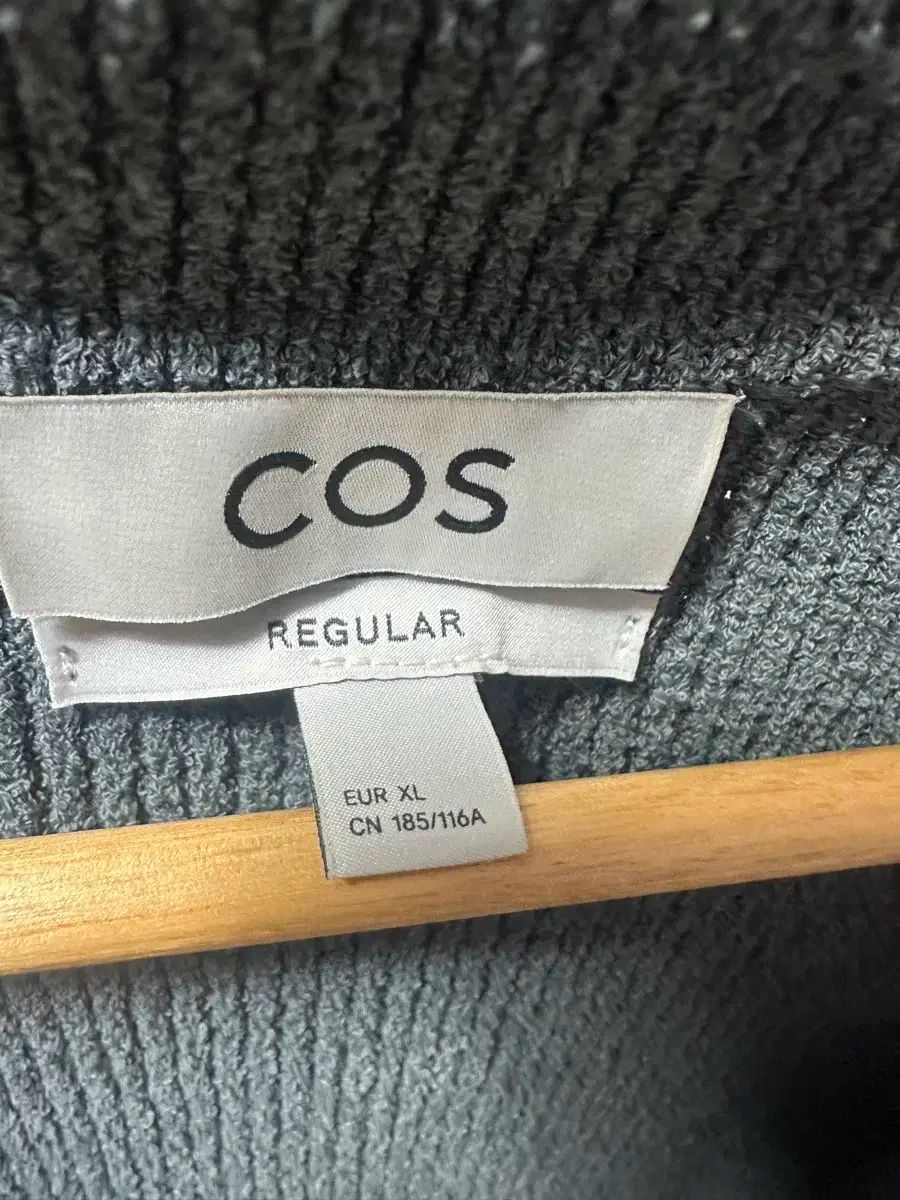 COS
REGULAR
EUR XL
CN 185/116A